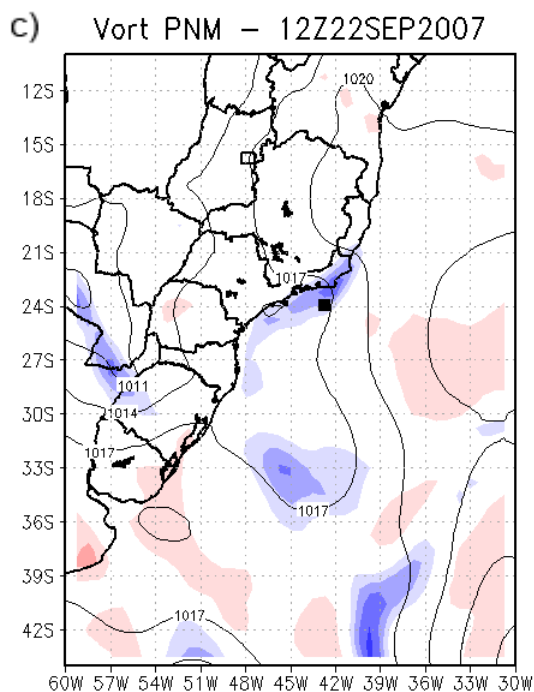 c) Vort PNM - 12Z22SEP2007
1020
12S
15S
18S
21S
1017
24S
27S
1011
30S
1014
1017
33S
1017
36S
39S
1017
42S
60W 57W 54W 51W 48W 45W 42W 39W 36W 33W 30W